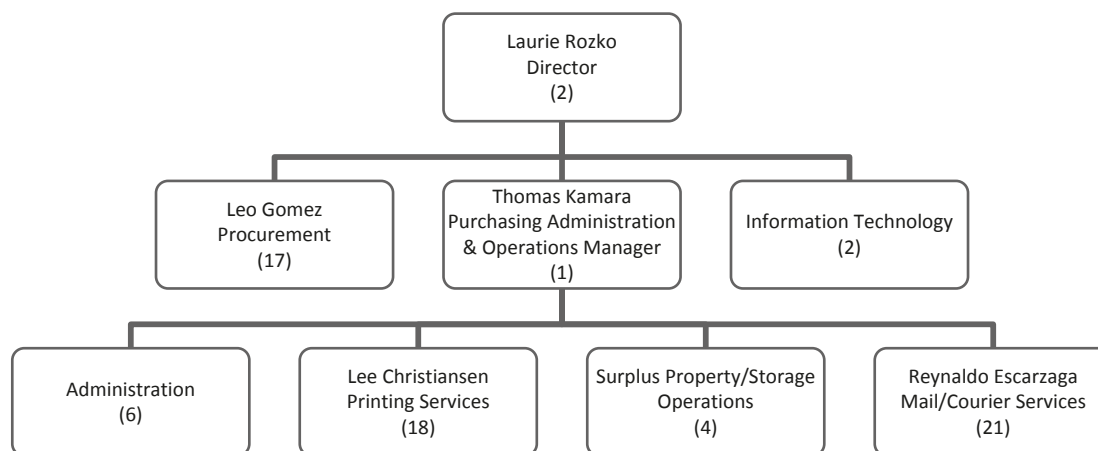 Laurie Rozko
Director
(2)
Leo Gomez
Procurement
(17)
Thomas Kamara
Purchasing Administration
& Operations Manager
(1)
Information Technology
(2)
Administration
(6)
Lee Christiansen
Printing Services
(18)
Surplus Property/Storage
Operations
(4)
Reynaldo Escarzaga
Mail/Courier Services
(21)